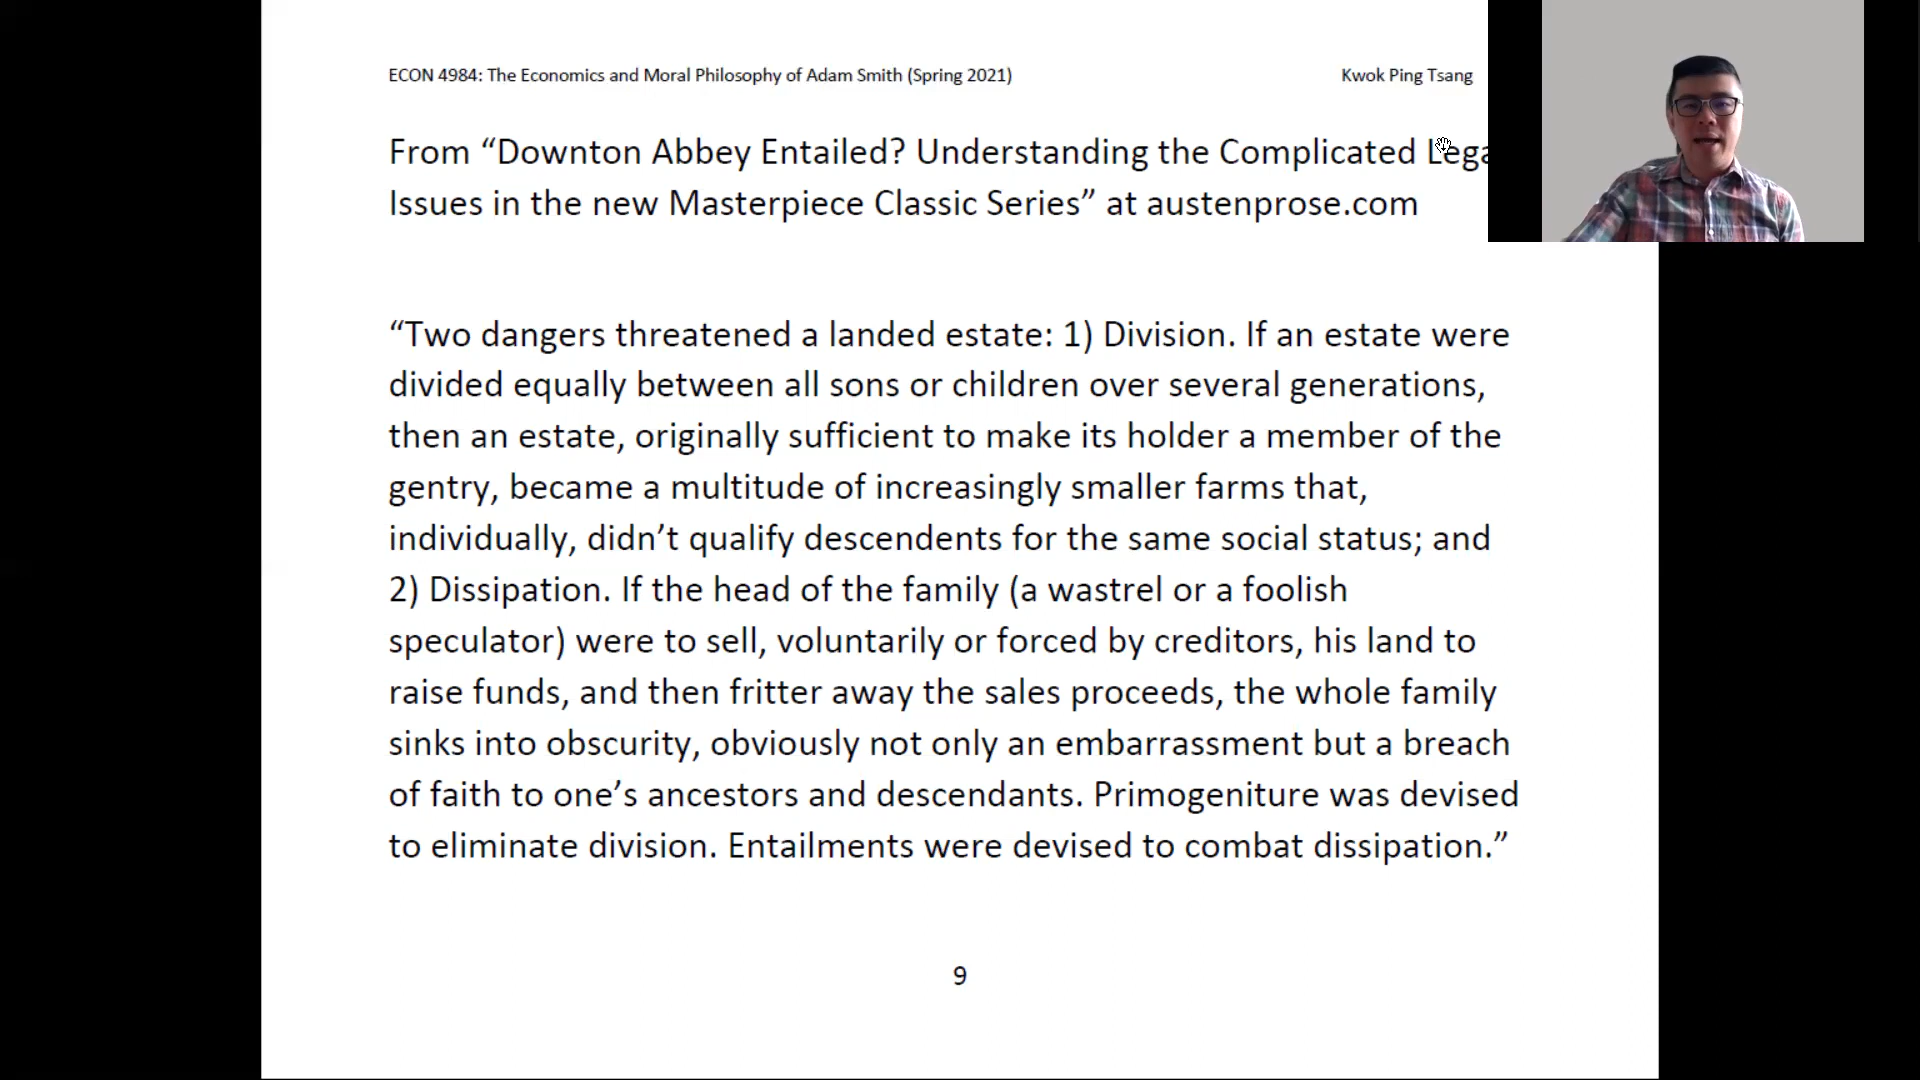 ECON 4984: The Economics and Moral Philosophy of Adam Smith (Spring 2021) Kwok Ping Tsang
From “Downton Abbey Entailed? Understanding the Complicated
Issues in the new Masterpiece Classic Series” at austenprose.com
“Two dangers threatened a landed estate: 1) Division. If an estate were
divided equally between all sons or children over several generations,
then an estate, originally sufficient to make its holder a member of the
gentry, became a multitude of increasingly smaller farms that,
individually, didn’t qualify descendents for the same social status; and
2) Dissipation. If the head of the family (a wastrel or a foolish
speculator) were to sell, voluntarily or forced by creditors, his land to
raise funds, and then fritter away the sales proceeds, the whole family
sinks into obscurity, obviously not only an embarrassment but a breach
of faith to one’s ancestors and descendants. Primogeniture was devised
to eliminate division. Entailments were devised to combat dissipation.”
9